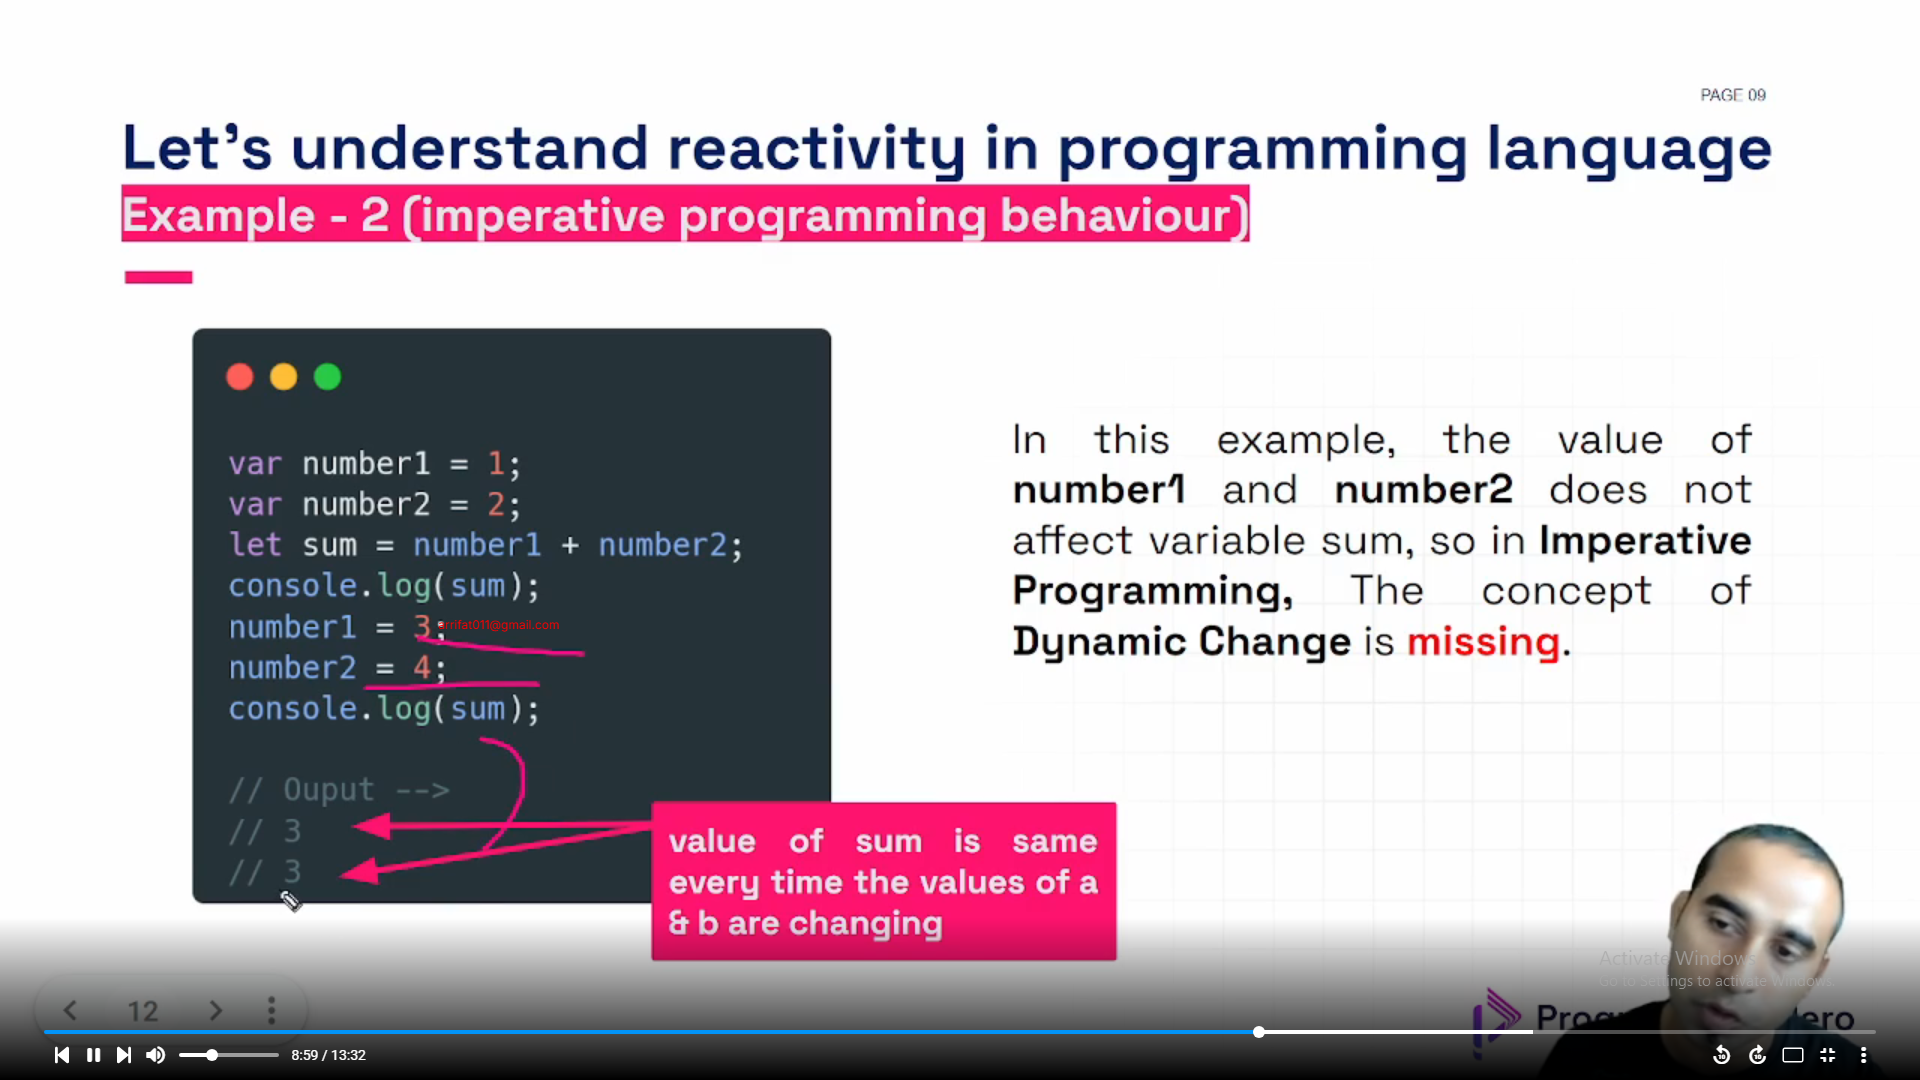 PAGE 09
Let's understand reactivity in programming language
Example - 2 (imperative programming behaviour)
var number1 = 1;
var number2 = 2;
let sum = number1 + number2;
console.log(sum);
number1 = 3;
number2 = 4;
console.log(sum);
// Ouput -->
// 3
// 3
rrifat011@gmail.com
value of sum is same
every time the values of a
& b are changing
In this example, the value of
number1 and number2 does not
affect variable sum, so in Imperative
Programming, The concept of
Dynamic Change is missing.
Activate Windows
Go to Settings to activate Windows.
12
8:59 / 13:32
10
10